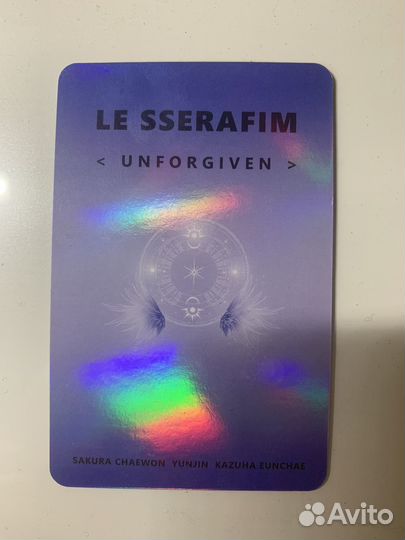 LE SSERAFIM
< UNFORGIVEN >
SAKURA CHAEWON YUNJIN KAZUHA EUNCHAE
Avito